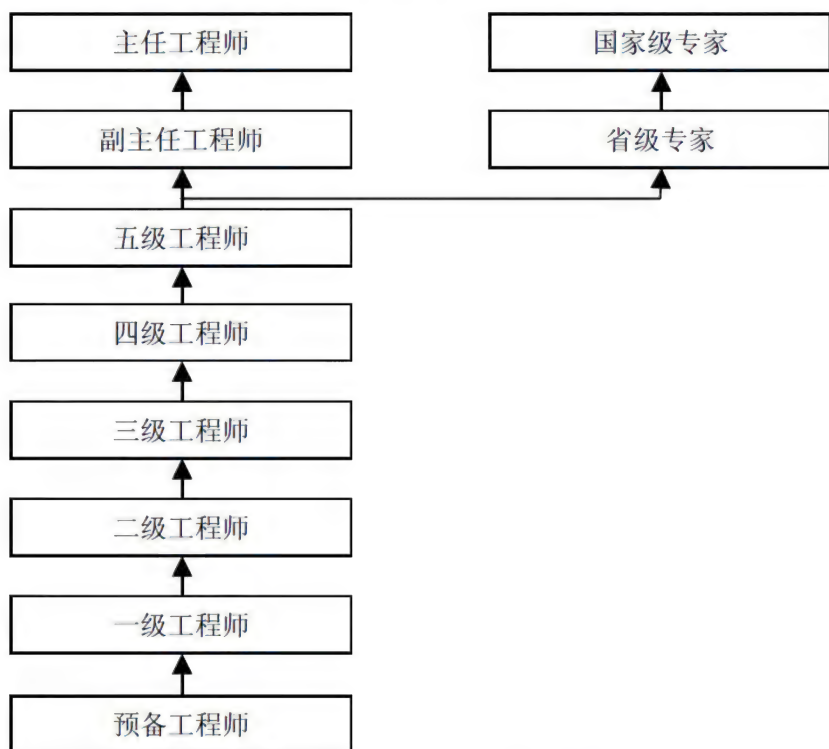 主任工程师
国家级专家
副主任工程师
省级专家
五级工程师
四级工程师
三级工程师
二级工程师
一级工程师
预备工程师